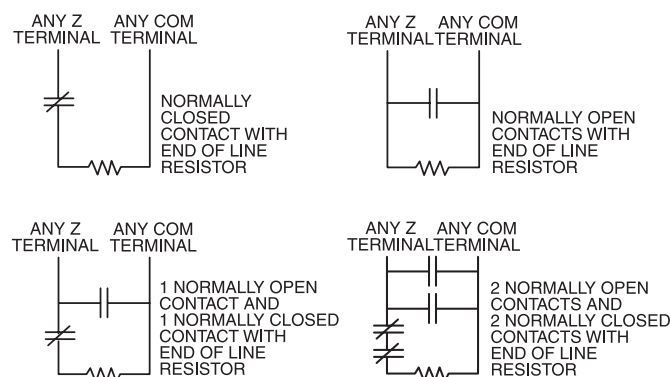 ANY Z ANY COM
TERMINAL TERMINAL
NORMALLY
CLOSED
CONTACT WITH
END OF LINE
RESISTOR
ANY Z ANY COM
TERMINAL TERMINAL
NORMALLY OPEN
CONTACTS WITH
END OF LINE
RESISTOR
ANY Z ANY COM
TERMINAL TERMINAL
1 NORMALLY OPEN
CONTACT AND
1 NORMALLY CLOSED
CONTACT WITH
END OF LINE
RESISTOR
ANY Z ANY COM
TERMINAL TERMINAL
2 NORMALLY OPEN
CONTACTS AND
2 NORMALLY CLOSED
CONTACTS WITH
END OF LINE
RESISTOR